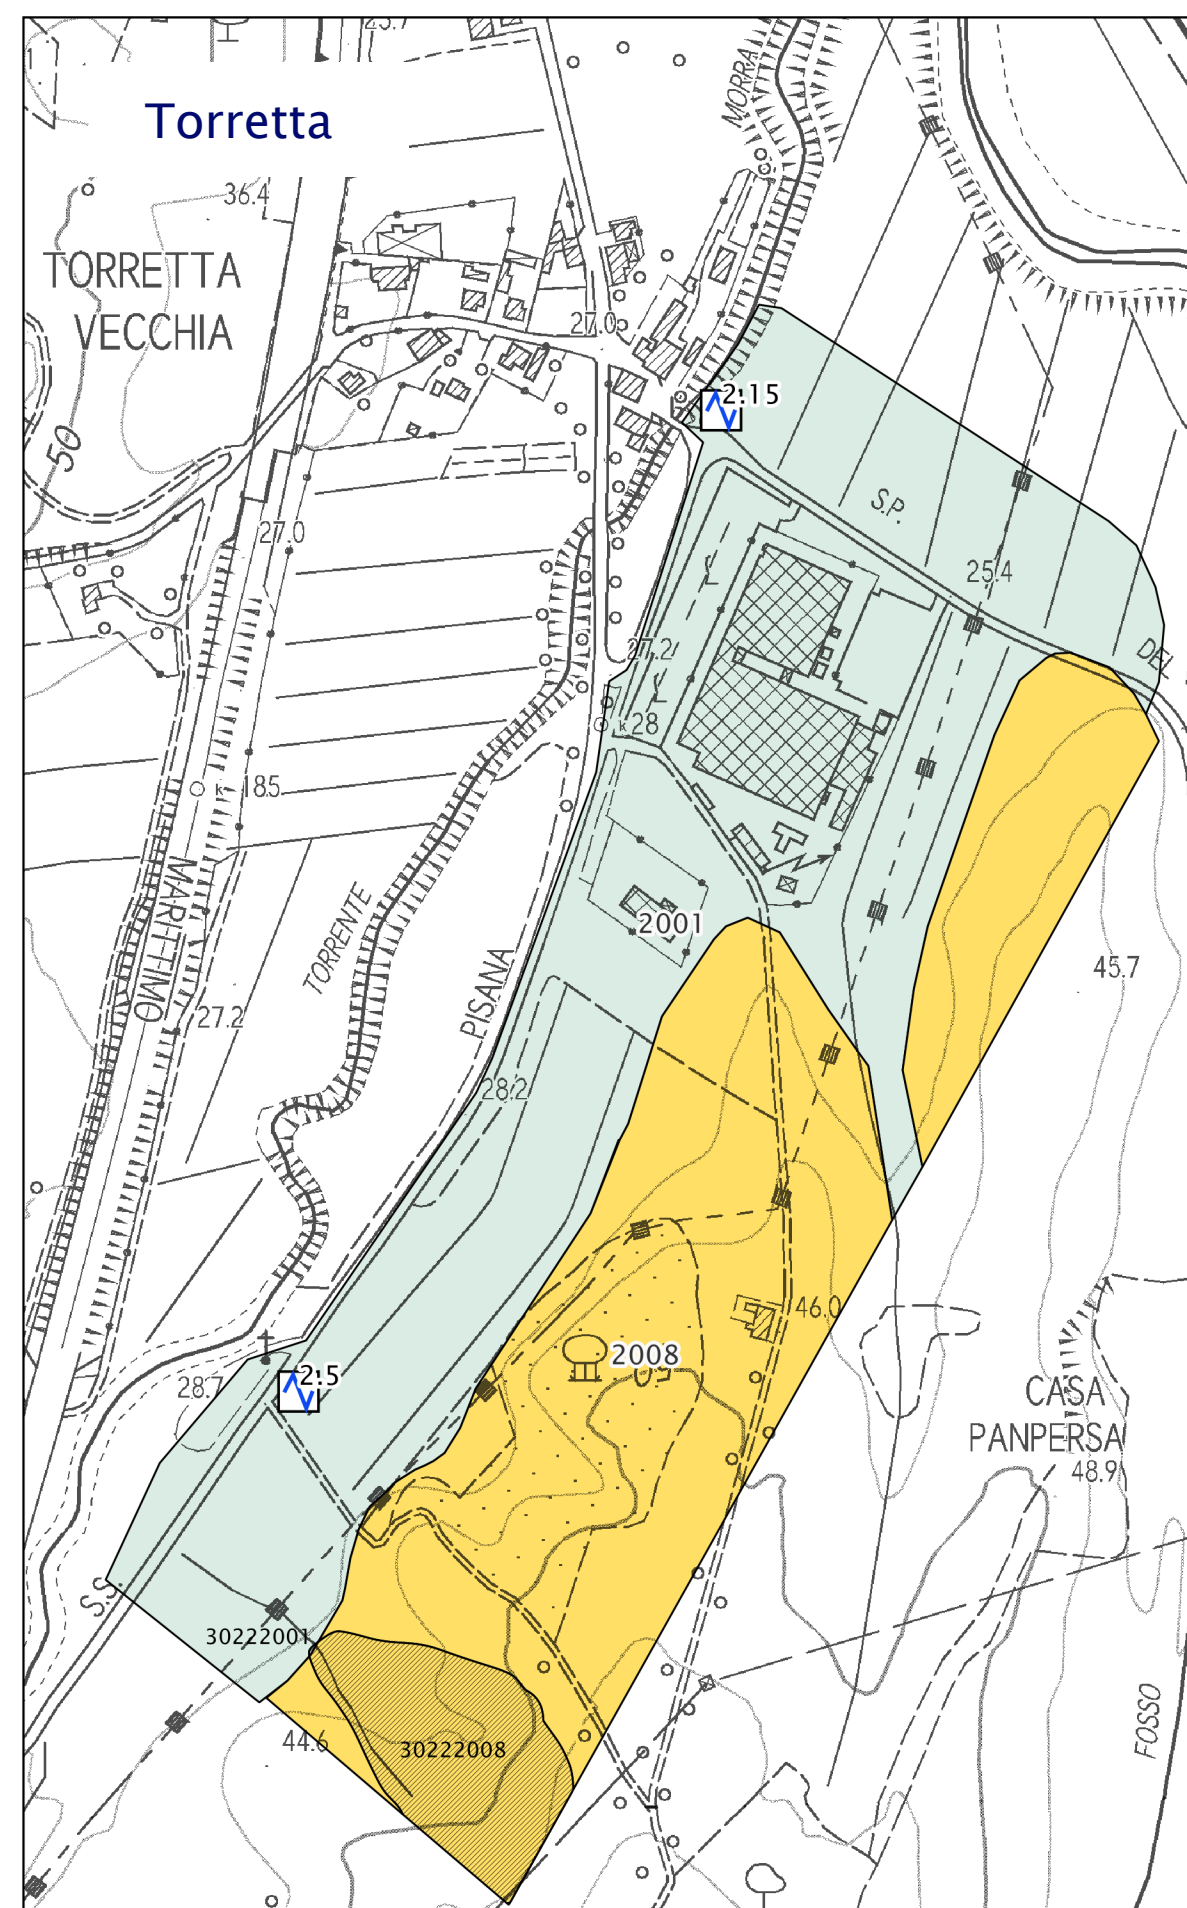 Torretta
MORRA
36.4
TORRETTA
VECCHIA
27.0
2.15
50
S.P.
27.0
25.4
27.2
DEL
k28
k 185
MARITTIMO
TORRENTE
2001
PISANA
45.7
27.2
28.2
46.0
2008
50
2.5
28.7
CASA
PANPERSA
48.9
S.S.
30222001
44.6
30222008
FOSSO